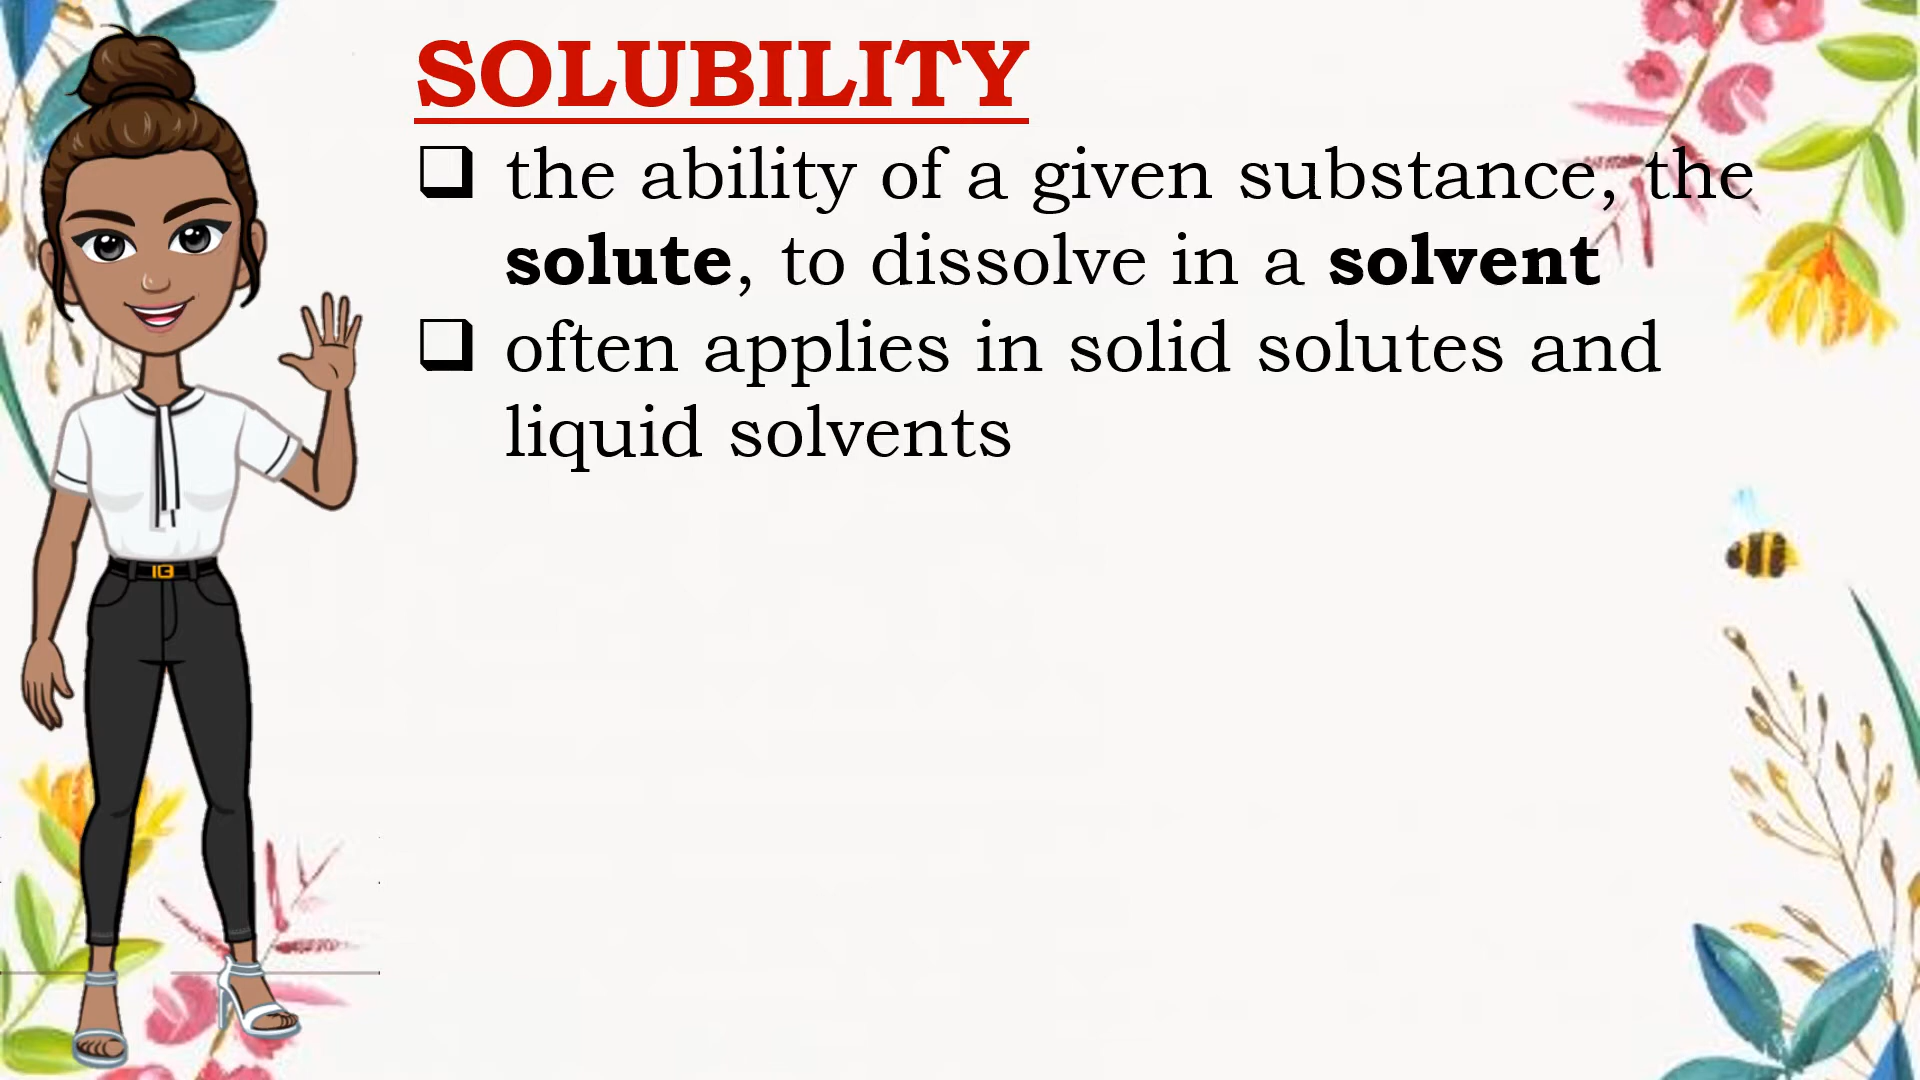 SOLUBILITY
❑ the ability of a given substance, the
solute, to dissolve in a solvent
❑ often applies in solid solutes and
liquid solvents